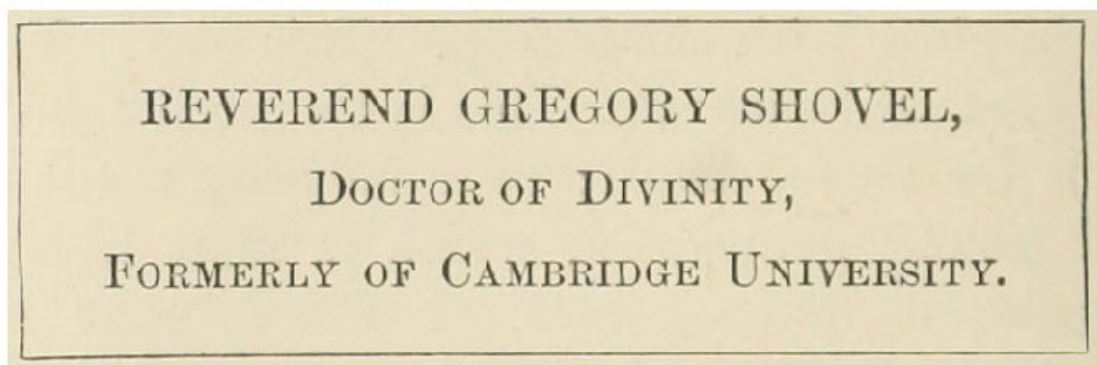 REVEREND GREGORY SHOVEL,
DOCTOR OF DIVINITY,
FORMERLY OF CAMBRIDGE UNIVERSITY.